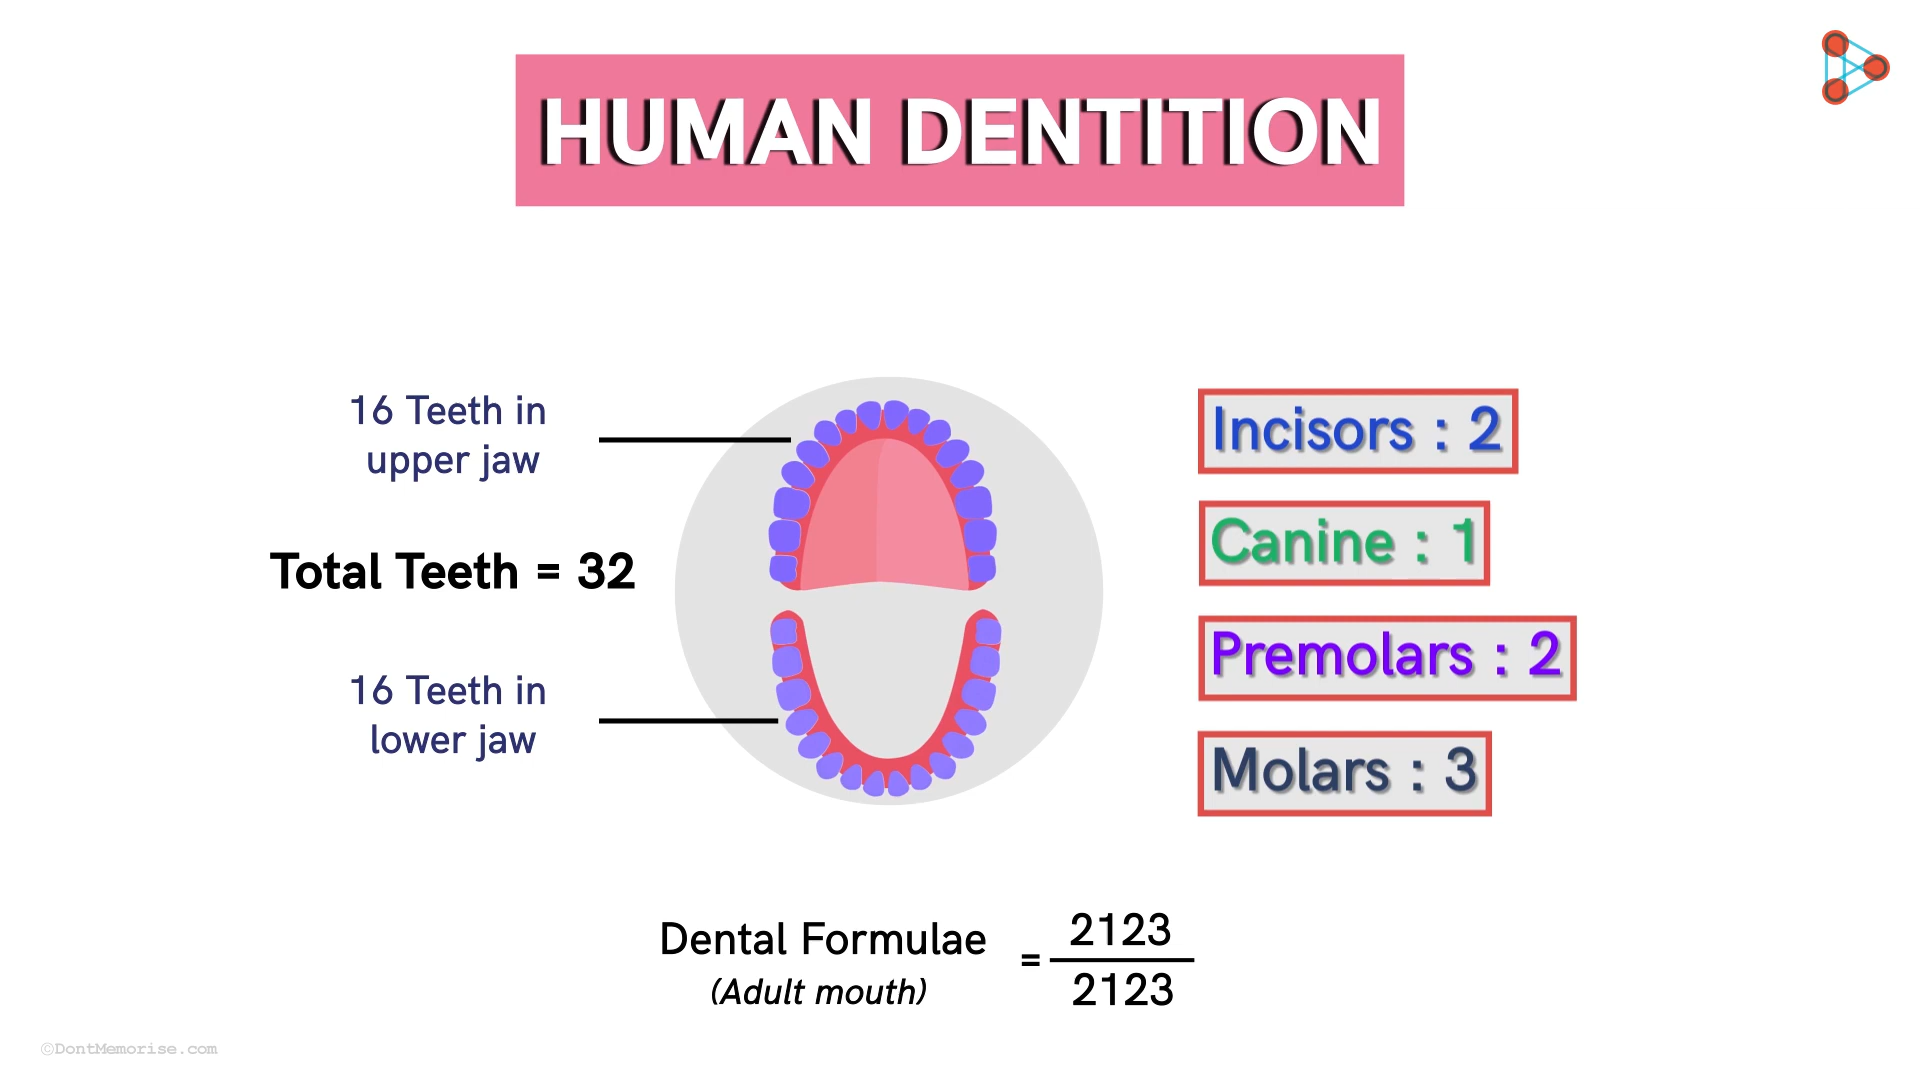 HUMAN DENTITION
16 Teeth in
upper jaw
Total Teeth = 32
16 Teeth in
lower jaw
Incisors : 2
Canine : 1
Premolars : 2
Molars : 3
Dental Formulae
(Adult mouth)
= 2123
2123
©DontMemorise.com